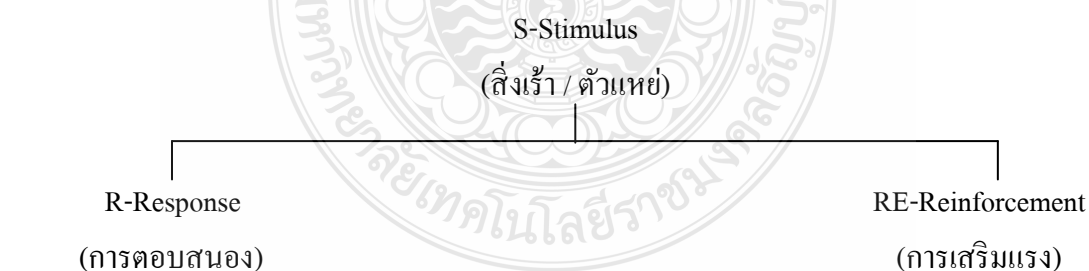 S-Stimulus
(สิ่งเร้า / ตัวแหย่)
R-Response
(การตอบสนอง)
RE-Reinforcement
(การเสริมแรง)